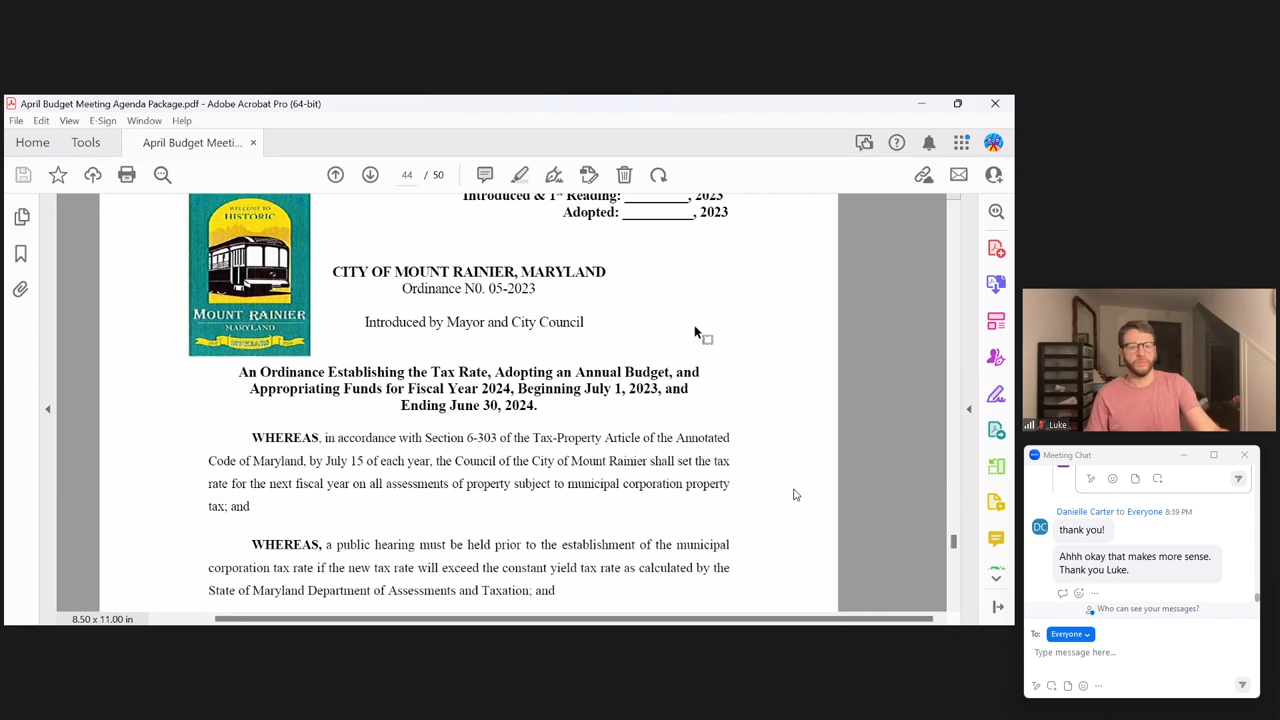 April Budget Meeting Agenda Package.pdf - Adobe Acrobat Pro (64-bit)
File Edit View E-Sign Window Help
Home Tools April Budget Meeti... ×
44 / 50
Introduced & 1st Reading: _______, 2023
Adopted: __________, 2023
WELCOME TO
HISTORIC
MOUNT RAINIER
MARYLAND
CITY OF MOUNT RAINIER, MARYLAND
Ordinance N0. 05-2023
Introduced by Mayor and City Council
An Ordinance Establishing the Tax Rate, Adopting an Annual Budget, and
Appropriating Funds for Fiscal Year 2024, Beginning July 1, 2023, and
Ending June 30, 2024.
WHEREAS, in accordance with Section 6-303 of the Tax-Property Article of the Annotated
Code of Maryland, by July 15 of each year, the Council of the City of Mount Rainier shall set the tax
rate for the next fiscal year on all assessments of property subject to municipal corporation property
tax; and
WHEREAS, a public hearing must be held prior to the establishment of the municipal
corporation tax rate if the new tax rate will exceed the constant yield tax rate as calculated by the
State of Maryland Department of Assessments and Taxation; and
8.50 x 11.00 in
Luke
Meeting Chat
Danielle Carter to Everyone 8:39 PM
DC
thank you!
Ahhh okay that makes more sense.
Thank you Luke.
Who can see your messages?
To: Everyone
Type message here...